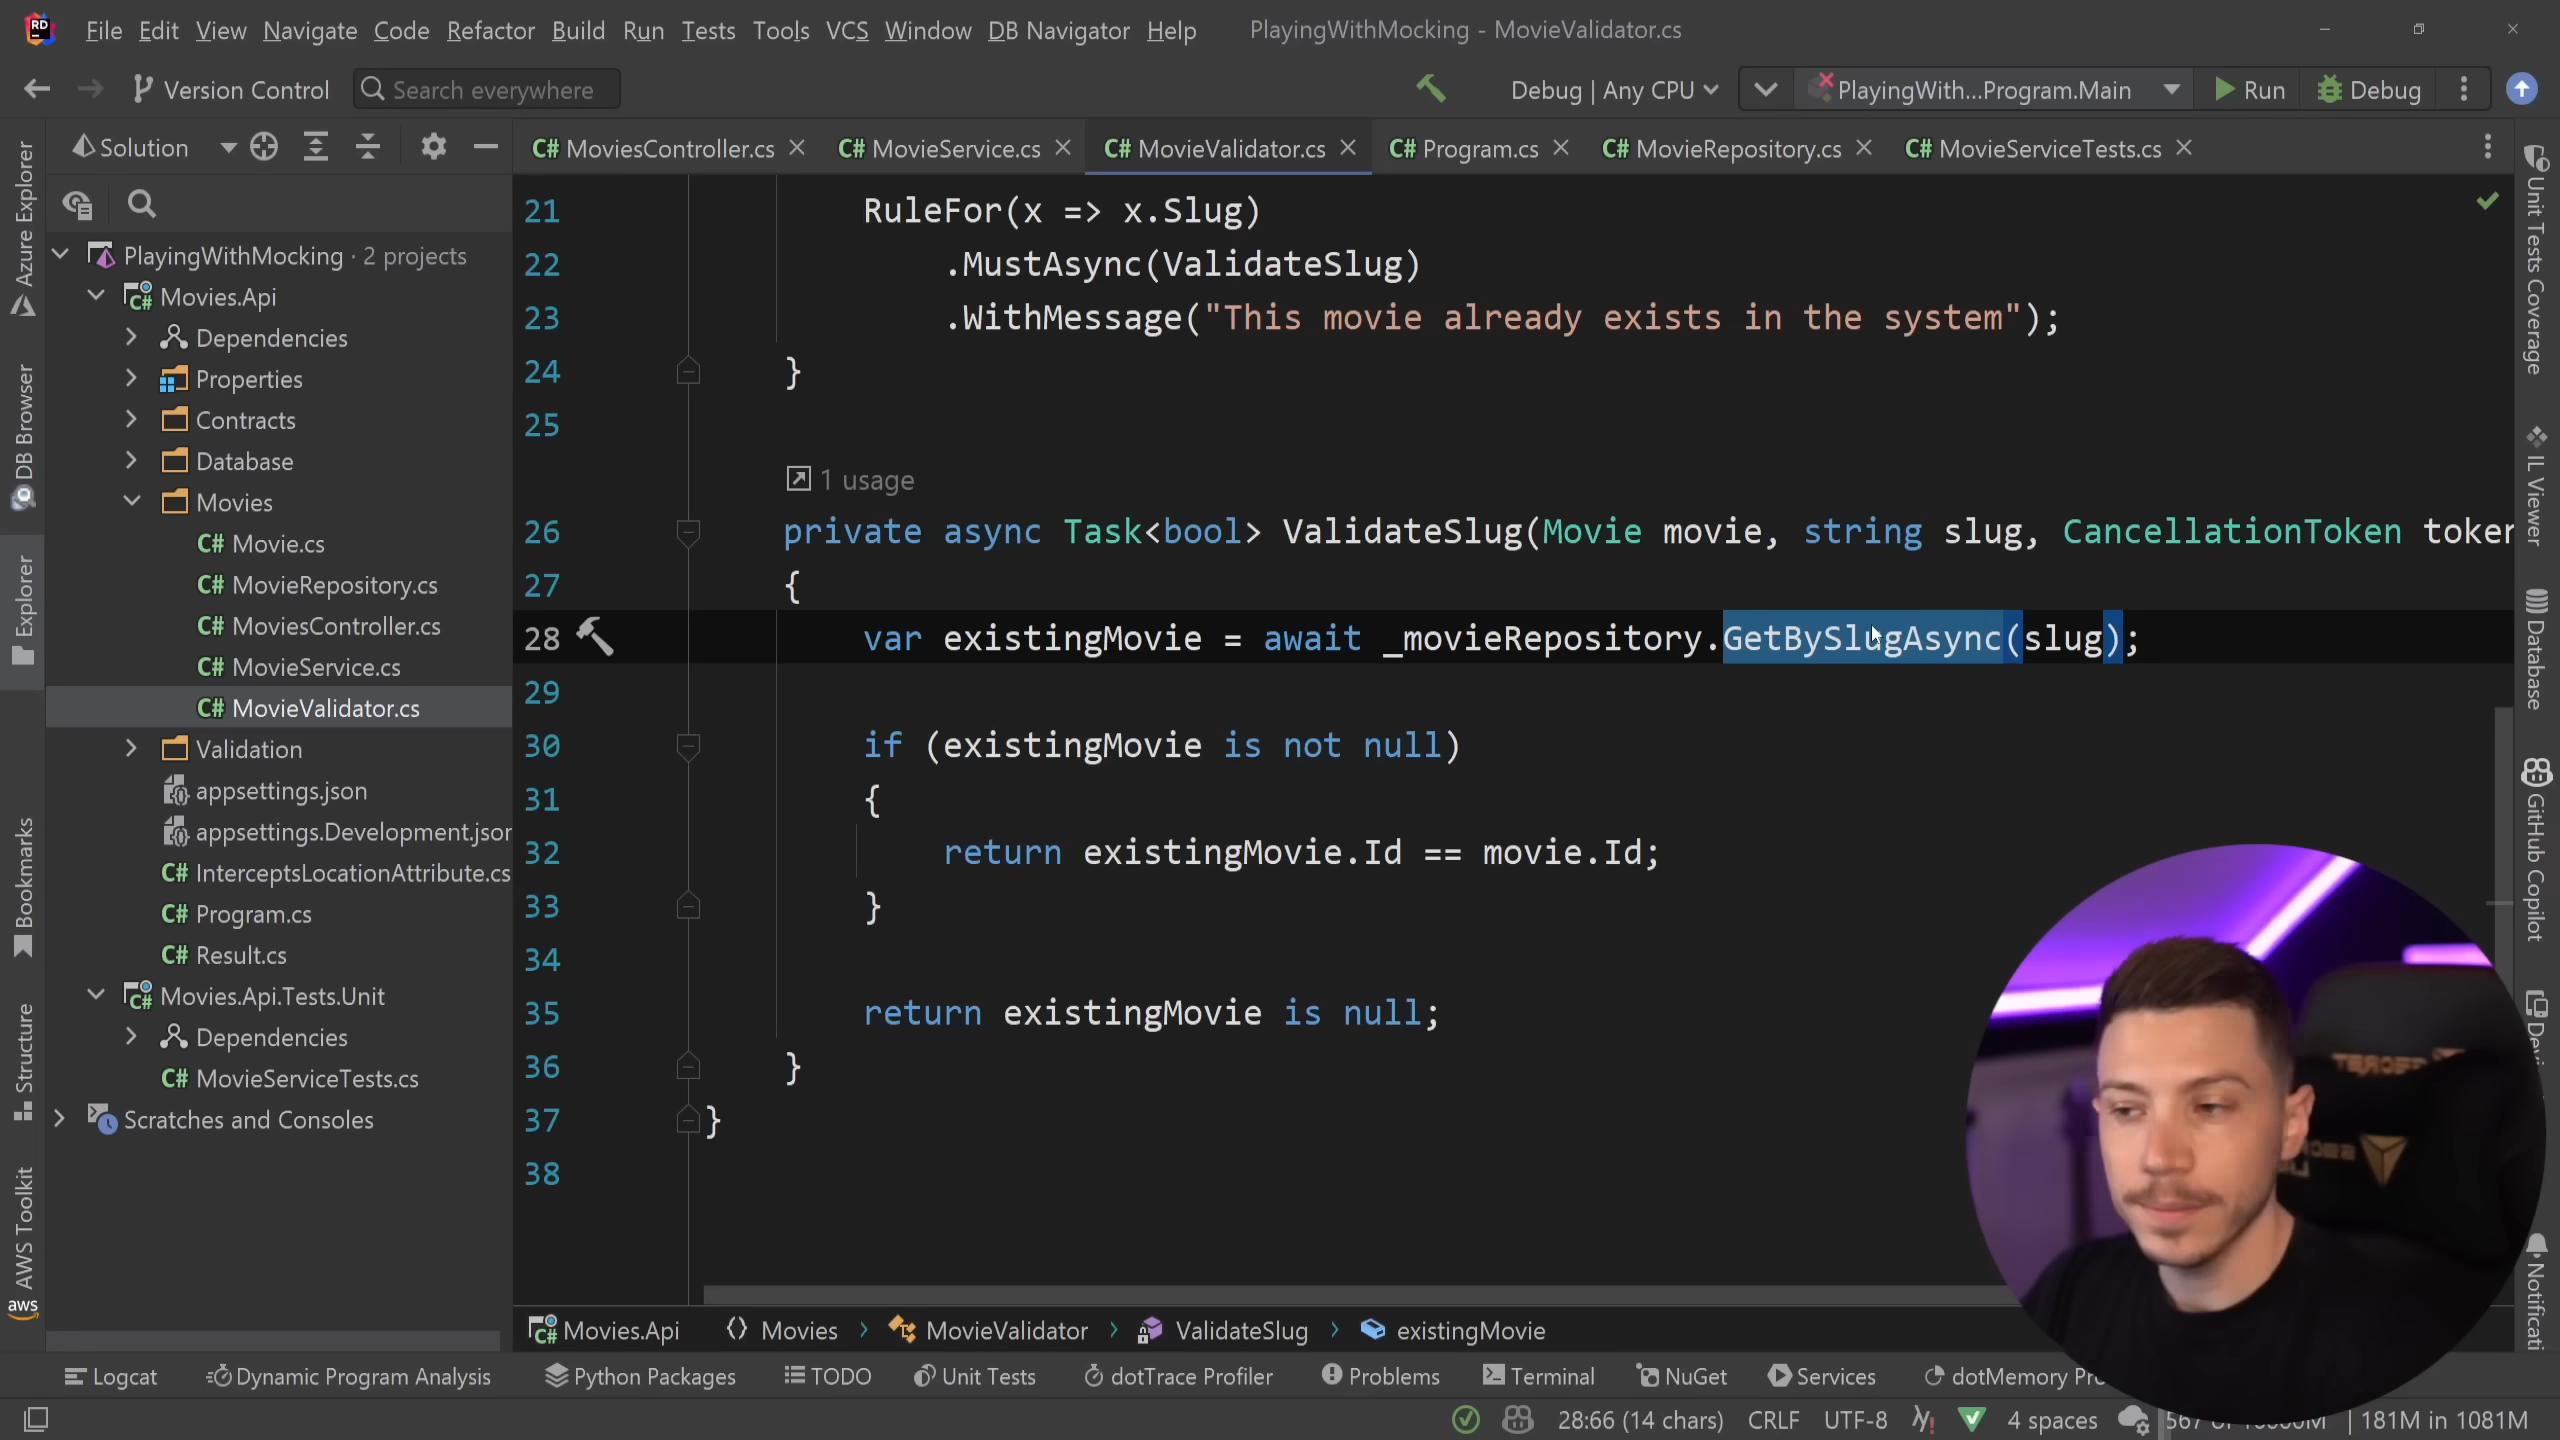 File Edit View Navigate Code Refactor Build Run Tests Tools VCS Window DB Navigator Help PlayingWithMocking - MovieValidator.cs
Version Control Search everywhere Debug | Any CPU PlayingWith...Program.Main Run Debug
Solution
MoviesController.cs MovieService.cs MovieValidator.cs Program.cs MovieRepository.cs MovieServiceTests.cs
PlayingWithMocking · 2 projects
Movies.Api
Dependencies
Properties
Contracts
Database
Movies
C# Movie.cs
C# MovieRepository.cs
C# MoviesController.cs
C# MovieService.cs
C# MovieValidator.cs
Validation
appsettings.json
appsettings.Development.json
C# InterceptsLocationAttribute.cs
C# Program.cs
C# Result.cs
Movies.Api.Tests.Unit
Dependencies
C# MovieServiceTests.cs
Scratches and Consoles
Azure Explorer
DB Browser
Explorer
Bookmarks
Structure
AWS Toolkit
aws
21 RuleFor(x => x.Slug)
22 .MustAsync(ValidateSlug)
23 .WithMessage("This movie already exists in the system");
24 }
25
1 usage
26 private async Task<bool> ValidateSlug(Movie movie, string slug, CancellationToken token
27 {
28 var existingMovie = await _movieRepository.GetBySlugAsync(slug);
29
30 if (existingMovie is not null)
31 {
32 return existingMovie.Id == movie.Id;
33 }
34
35 return existingMovie is null;
36 }
37 }
38
Unit Tests Coverage
IL Viewer
Database
GitHub Copilot
Notificati
Movies.Api Movies MovieValidator ValidateSlug existingMovie
Logcat Dynamic Program Analysis Python Packages TODO Unit Tests dotTrace Profiler Problems Terminal NuGet Services dotMemory Pr
28:66 (14 chars) CRLF UTF-8 4 spaces 181M in 1081M